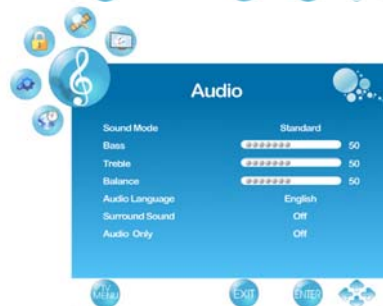 Audio
Sound Mode Standard
Bass 50
Treble 50
Balance 50
Audio Language English
Surround Sound Off
Audio Only Off
TV MENU EXIT ENTER